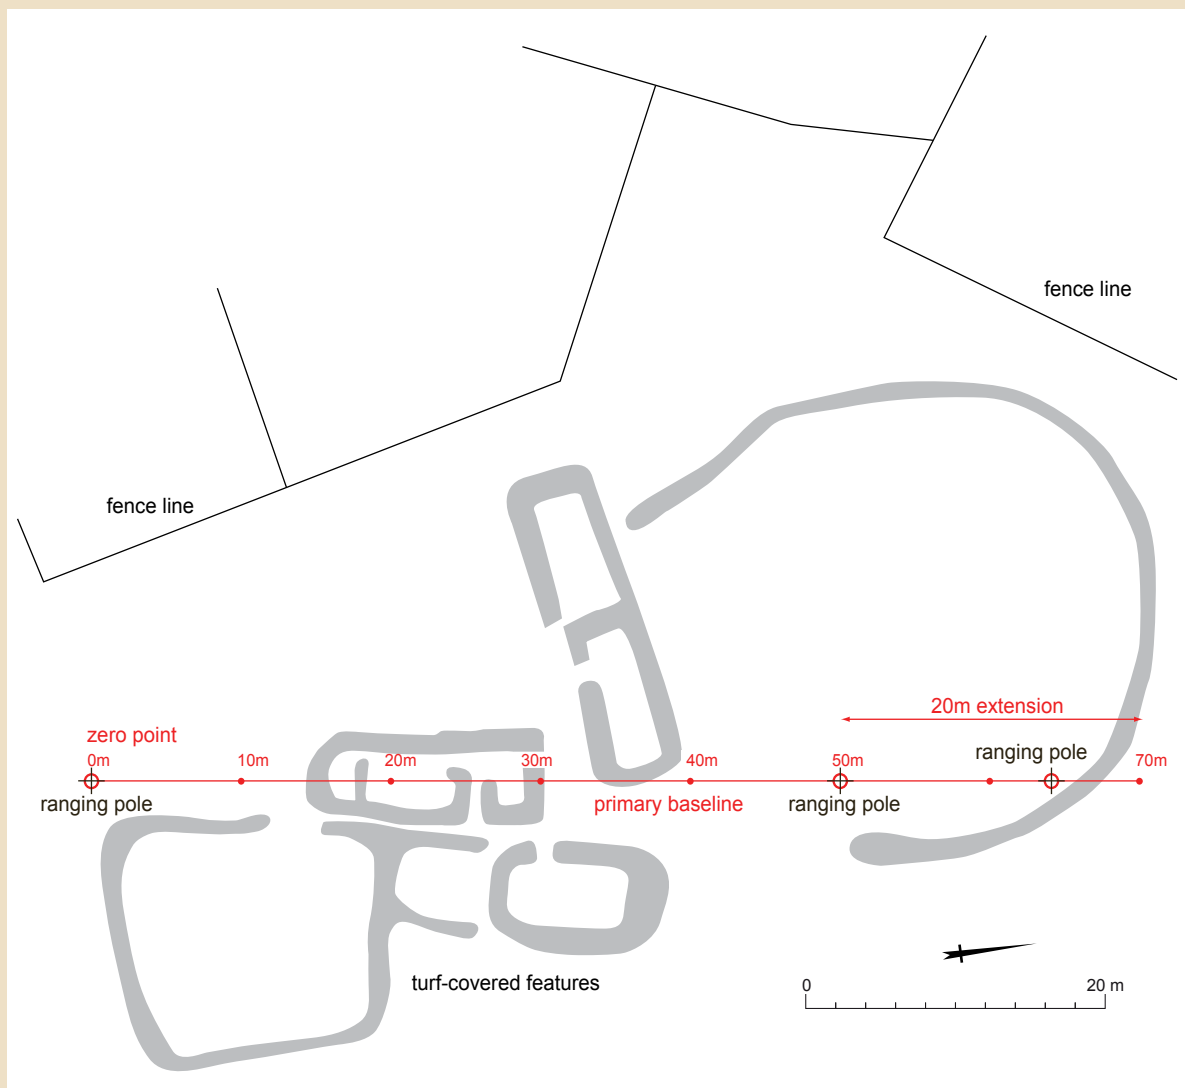 fence line
fence line
20m extension
zero point
ranging pole
0m
10m
20m
30m
40m
50m
70m
ranging pole
primary baseline
ranging pole
turf-covered features
0
20 m